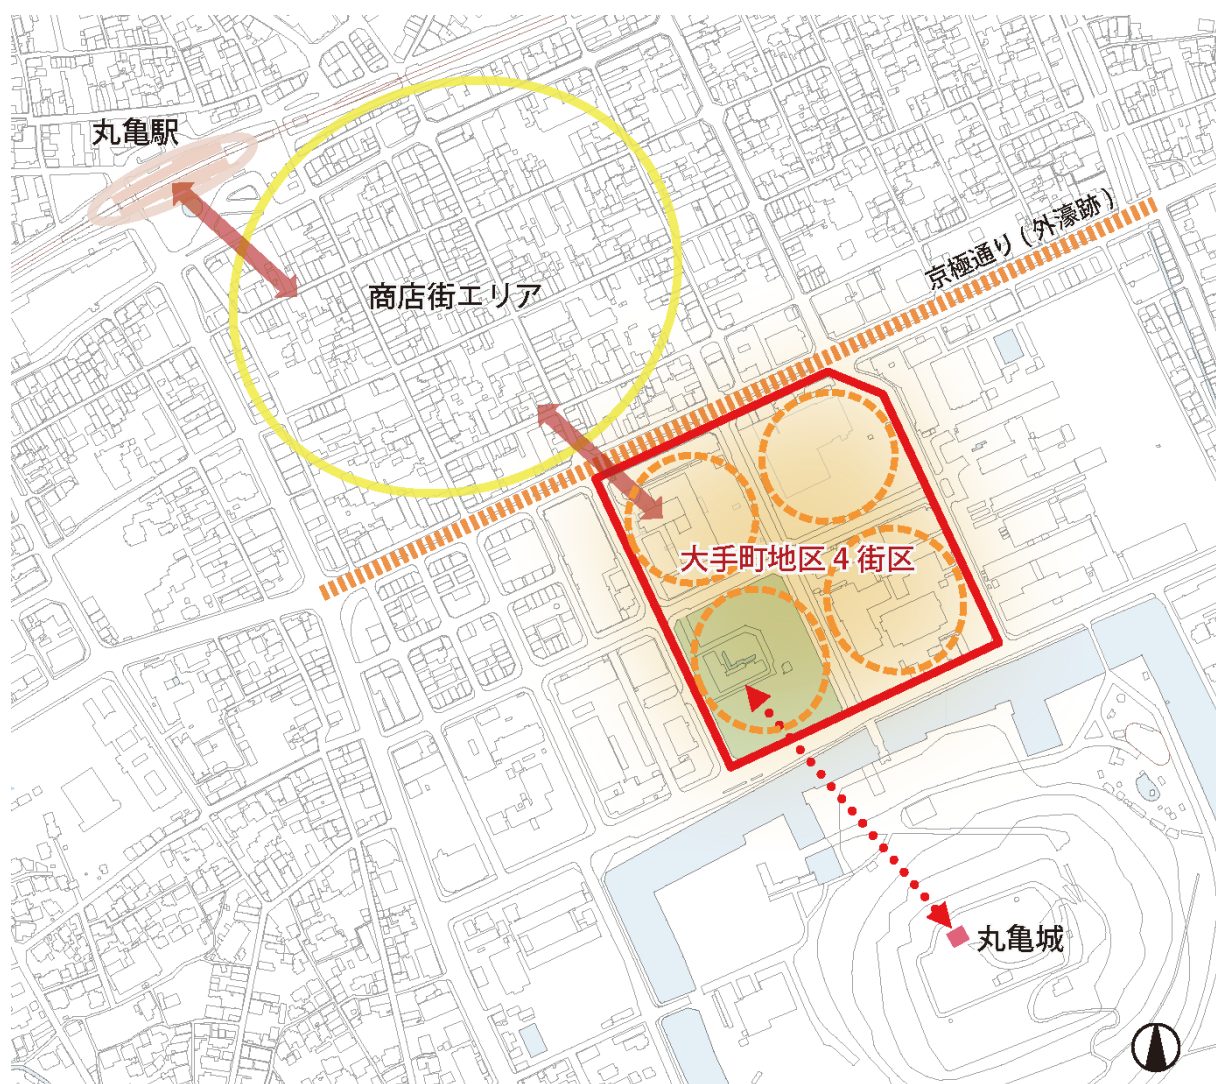 丸亀駅
京極通り(外濠跡)
商店街エリア
大手町地区4街区
丸亀城